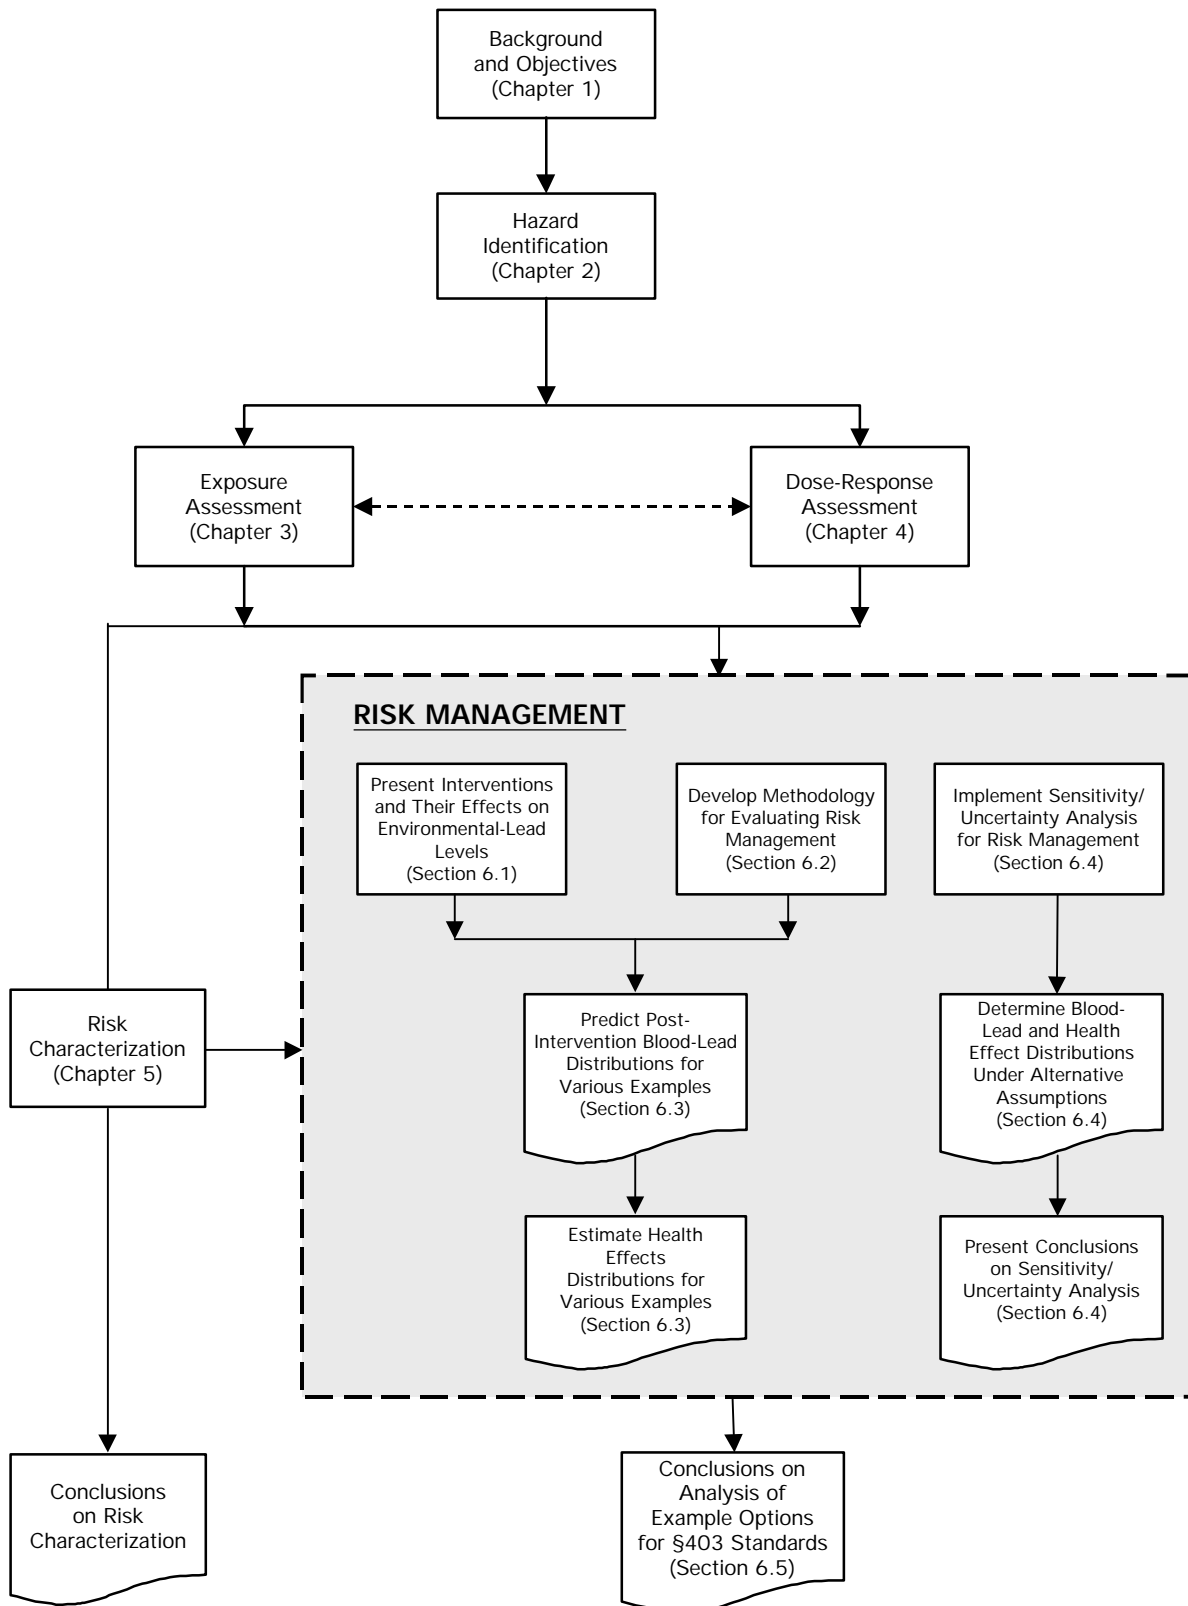 Background
and Objectives
(Chapter 1)
Hazard
Identification
(Chapter 2)
Exposure
Assessment
(Chapter 3)
Dose-Response
Assessment
(Chapter 4)
RISK MANAGEMENT
Present Interventions
and Their Effects on
Environmental-Lead
Levels
(Section 6.1)
Develop Methodology
for Evaluating Risk
Management
(Section 6.2)
Implement Sensitivity/
Uncertainty Analysis
for Risk Management
(Section 6.4)
Risk
Characterization
(Chapter 5)
Predict Post-
Intervention Blood-Lead
Distributions for
Various Examples
(Section 6.3)
Determine Blood-
Lead and Health
Effect Distributions
Under Alternative
Assumptions
(Section 6.4)
Estimate Health
Effects
Distributions for
Various Examples
(Section 6.3)
Present Conclusions
on Sensitivity/
Uncertainty Analysis
(Section 6.4)
Conclusions
on Risk
Characterization
Conclusions on
Analysis of
Example Options
for §403 Standards
(Section 6.5)